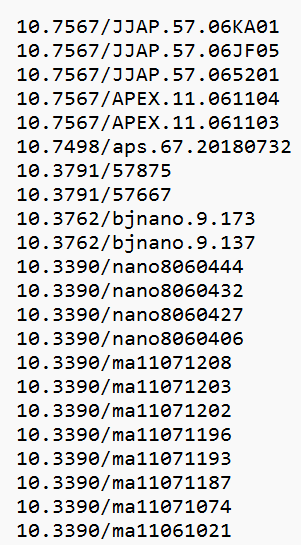 10.7567/JJAP.57.06KA01
10.7567/JJAP.57.06JF05
10.7567/JJAP.57.065201
10.7567/APEX.11.061104
10.7567/APEX.11.061103
10.7498/aps.67.20180732
10.3791/57875
10.3791/57667
10.3762/bjnano.9.173
10.3762/bjnano.9.137
10.3390/nano8060444
10.3390/nano8060432
10.3390/nano8060427
10.3390/nano8060406
10.3390/ma11071208
10.3390/ma11071203
10.3390/ma11071202
10.3390/ma11071196
10.3390/ma11071193
10.3390/ma11071187
10.3390/ma11071074
10.3390/ma11061021